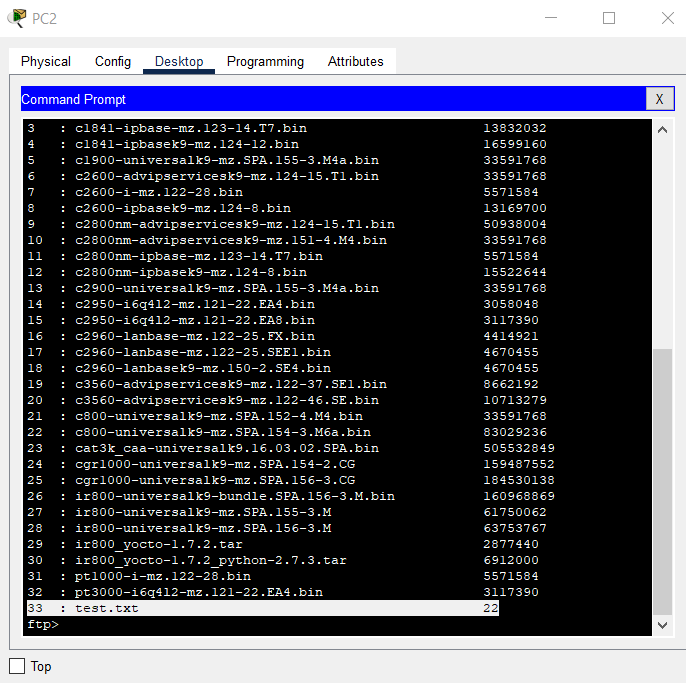 PC2
Physical Config Desktop Programming Attributes
Command Prompt X
3 : c1841-ipbase-mz.123-14.T7.bin 13832032
4 : c1841-ipbasek9-mz.124-12.bin 16599160
5 : c1900-universalk9-mz.SPA.155-3.M4a.bin 33591768
6 : c2600-advipservicesk9-mz.124-15.T1.bin 33591768
7 : c2600-i-mz.122-28.bin 5571584
8 : c2600-ipbasek9-mz.124-8.bin 13169700
9 : c2800nm-advipservicesk9-mz.124-15.T1.bin 50938004
10 : c2800nm-advipservicesk9-mz.151-4.M4.bin 33591768
11 : c2800nm-ipbase-mz.123-14.T7.bin 5571584
12 : c2800nm-ipbasek9-mz.124-8.bin 15522644
13 : c2900-universalk9-mz.SPA.155-3.M4a.bin 33591768
14 : c2950-i6q4l2-mz.121-22.EA4.bin 3058048
15 : c2950-i6q4l2-mz.121-22.EA8.bin 3117390
16 : c2960-lanbase-mz.122-25.FX.bin 4414921
17 : c2960-lanbase-mz.122-25.SEE1.bin 4670455
18 : c2960-lanbasek9-mz.150-2.SE4.bin 4670455
19 : c3560-advipservicesk9-mz.122-37.SE1.bin 8662192
20 : c3560-advipservicesk9-mz.122-46.SE.bin 10713279
21 : c800-universalk9-mz.SPA.152-4.M4.bin 33591768
22 : c800-universalk9-mz.SPA.154-3.M6a.bin 83029236
23 : cat3k_caa-universalk9.16.03.02.SPA.bin 505532849
24 : cgr1000-universalk9-mz.SPA.154-2.CG 159487552
25 : cgr1000-universalk9-mz.SPA.156-3.CG 184530138
26 : ir800-universalk9-bundle.SPA.156-3.M.bin 160968869
27 : ir800-universalk9-mz.SPA.155-3.M 61750062
28 : ir800-universalk9-mz.SPA.156-3.M 63753767
29 : ir800_yocto-1.7.2.tar 2877440
30 : ir800_yocto-1.7.2_python-2.7.3.tar 6912000
31 : pt1000-i-mz.122-28.bin 5571584
32 : pt3000-i6q4l2-mz.121-22.EA4.bin 3117390
33 : test.txt 22
ftp>
Top